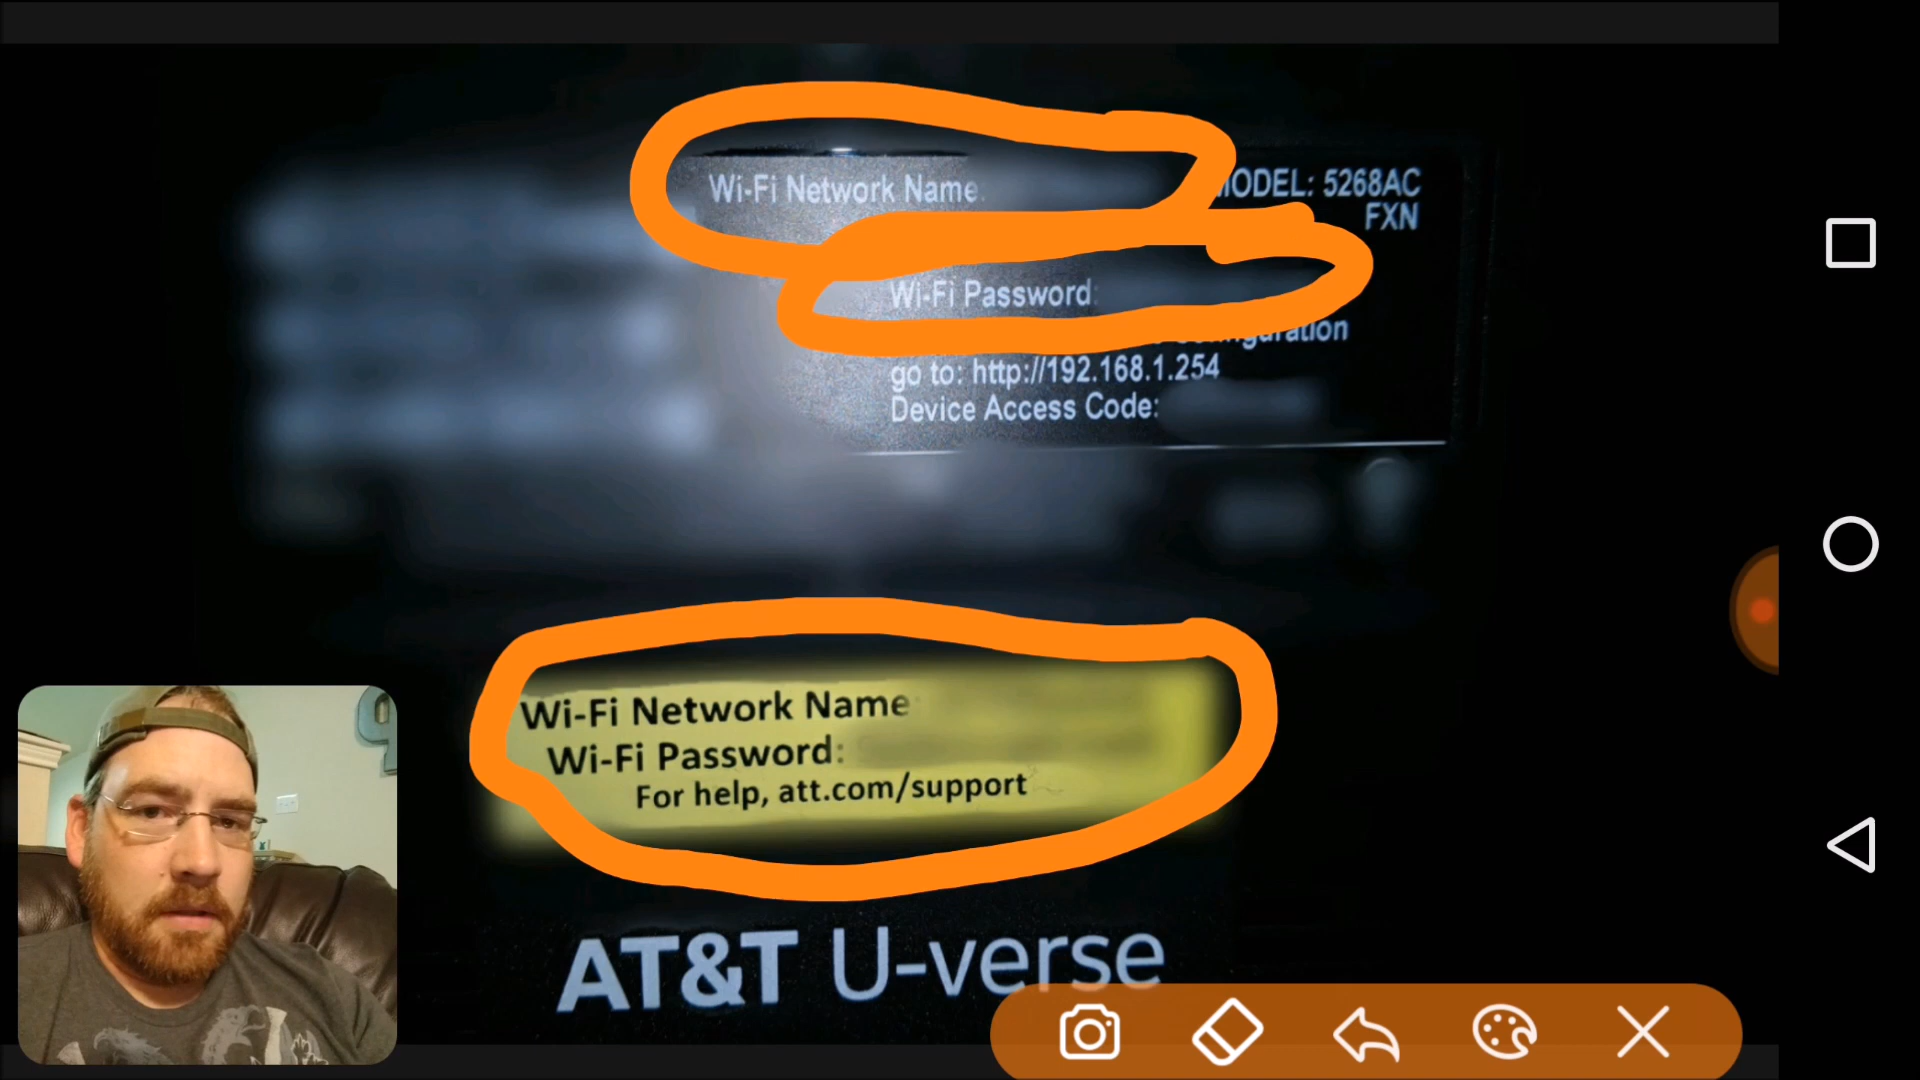 Wi-Fi Network Name
MODEL: 5268AC
FXN
Wi-Fi Password:
go to: http://192.168.1.254
Device Access Code:
Wi-Fi Network Name
Wi-Fi Password:
For help, att.com/support
AT&T U-verse